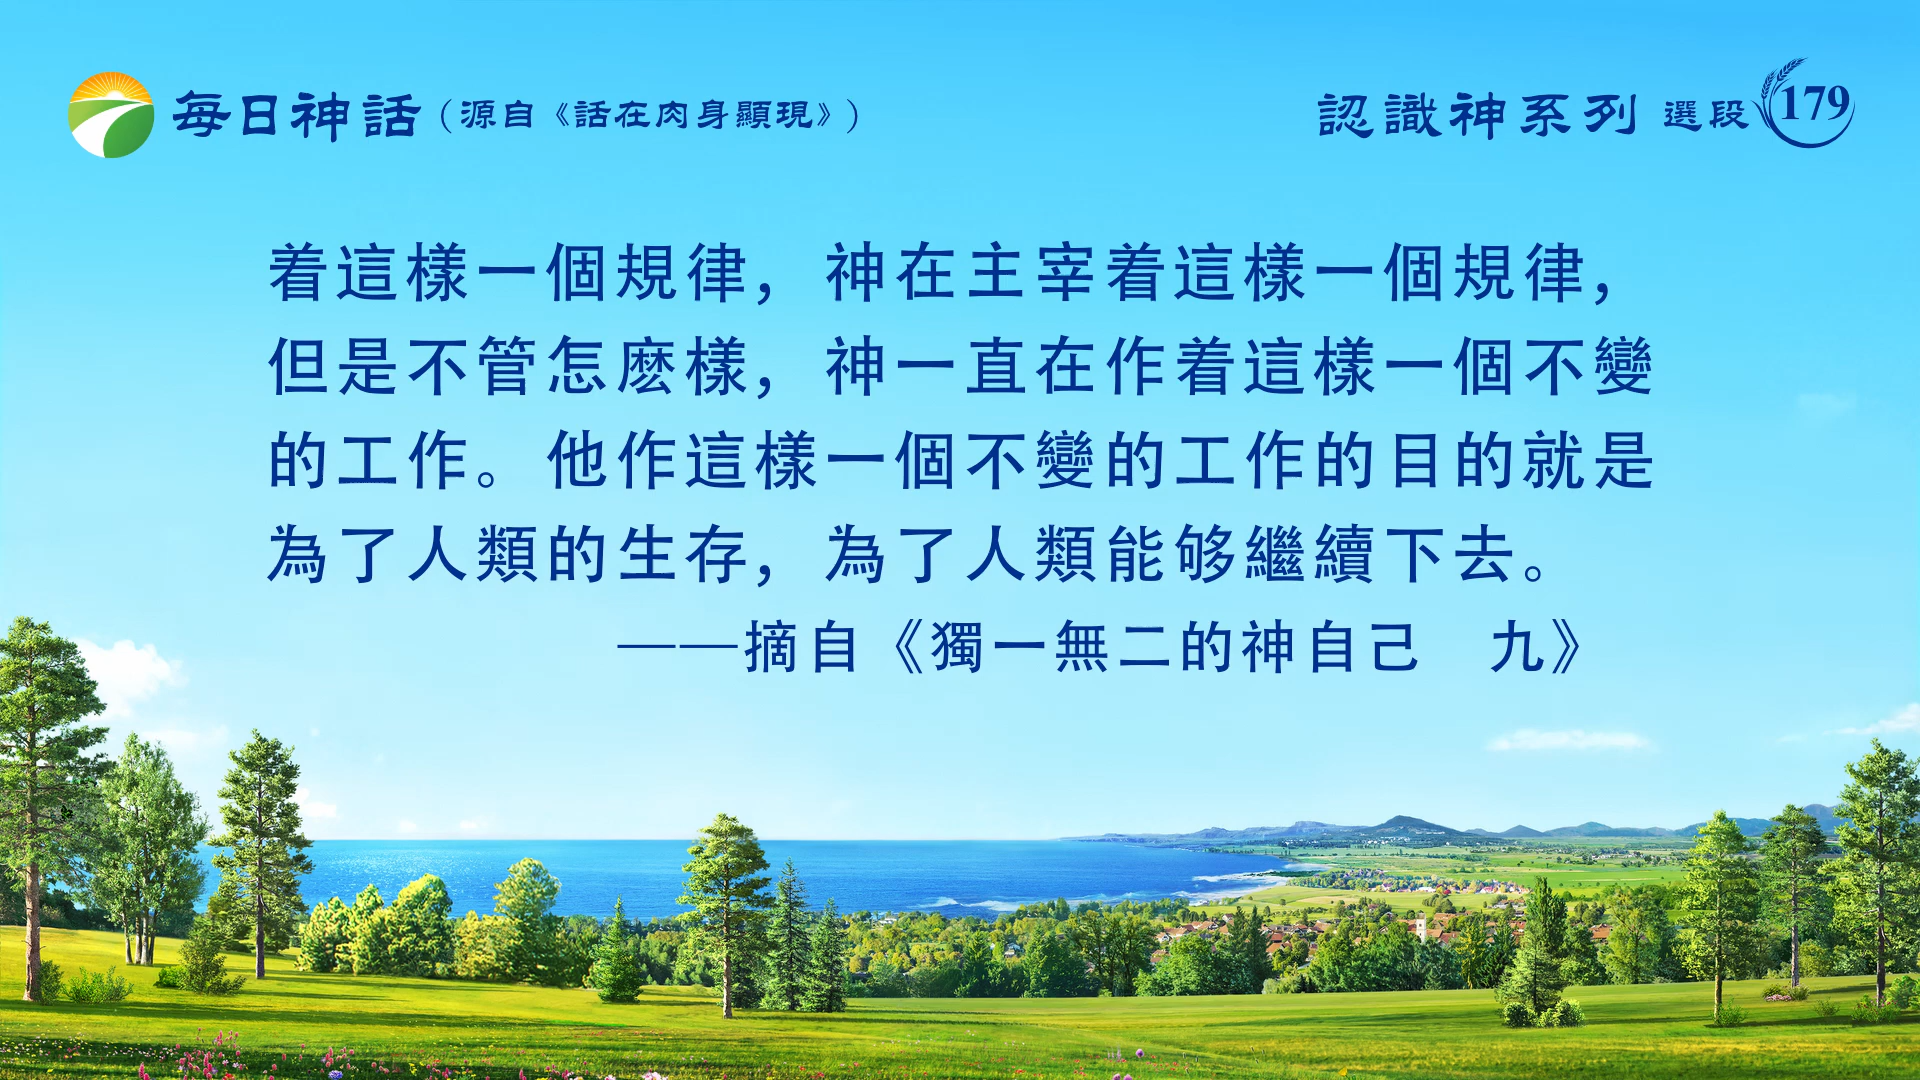 每日神話（源自《話在肉身顯現》）
認識神系列 選段 179
着這樣一個規律，神在主宰着這樣一個規律，
但是不管怎麽樣，神一直在作着這樣一個不變
的工作。他作這樣一個不變的工作的目的就是
為了人類的生存，為了人類能够繼續下去。
——摘自《獨一無二的神自己　九》